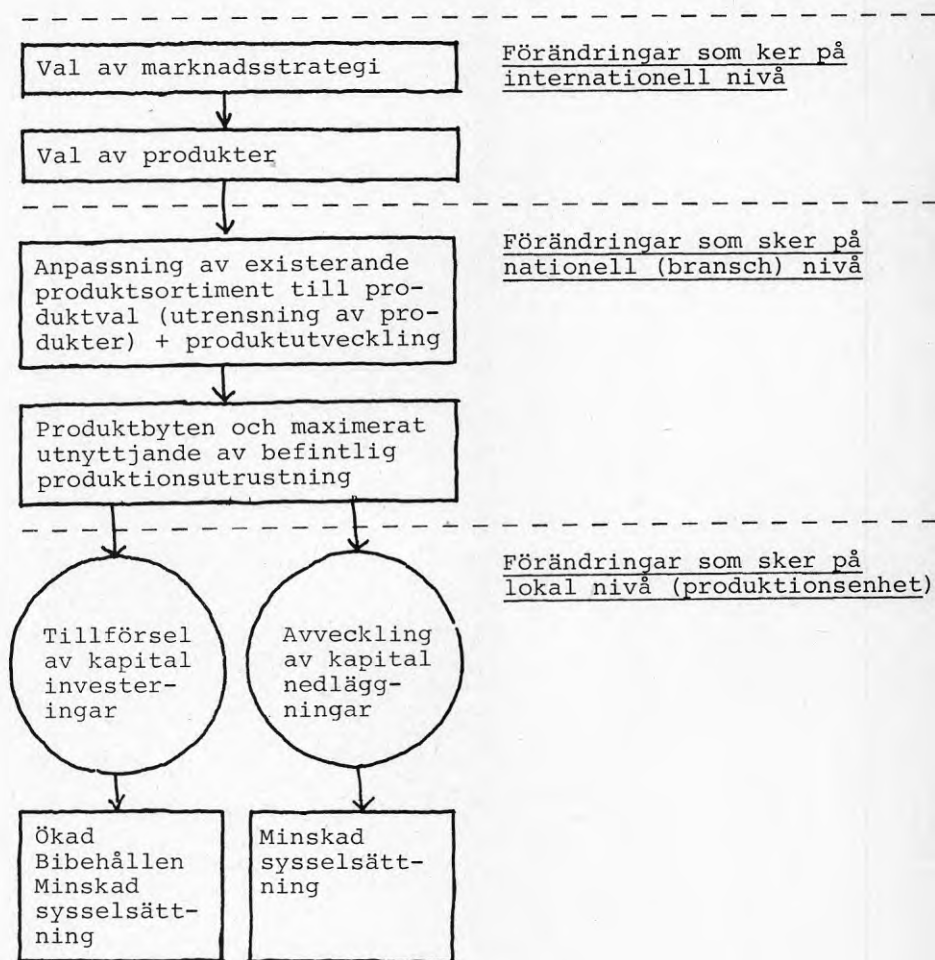 Val av marknadsstrategi
Förändringar som ker på
internationell nivå
Val av produkter
Förändringar som sker på
nationell (bransch) nivå
Anpassning av existerande
produktsortiment till pro-
duktval (utrensning av pro-
dukter) + produktutveckling
Produktbyten och maximerat
utnyttjande av befintlig
produktionsutrustning
Förändringar som sker på
lokal nivå (produktionsenhet)
Tillförsel
av kapital
invester-
ingar
Avveckling
av kapital
nedlägg-
ningar
Ökad
Bibehållen
Minskad
sysselsätt-
ning
Minskad
sysselsätt-
ning